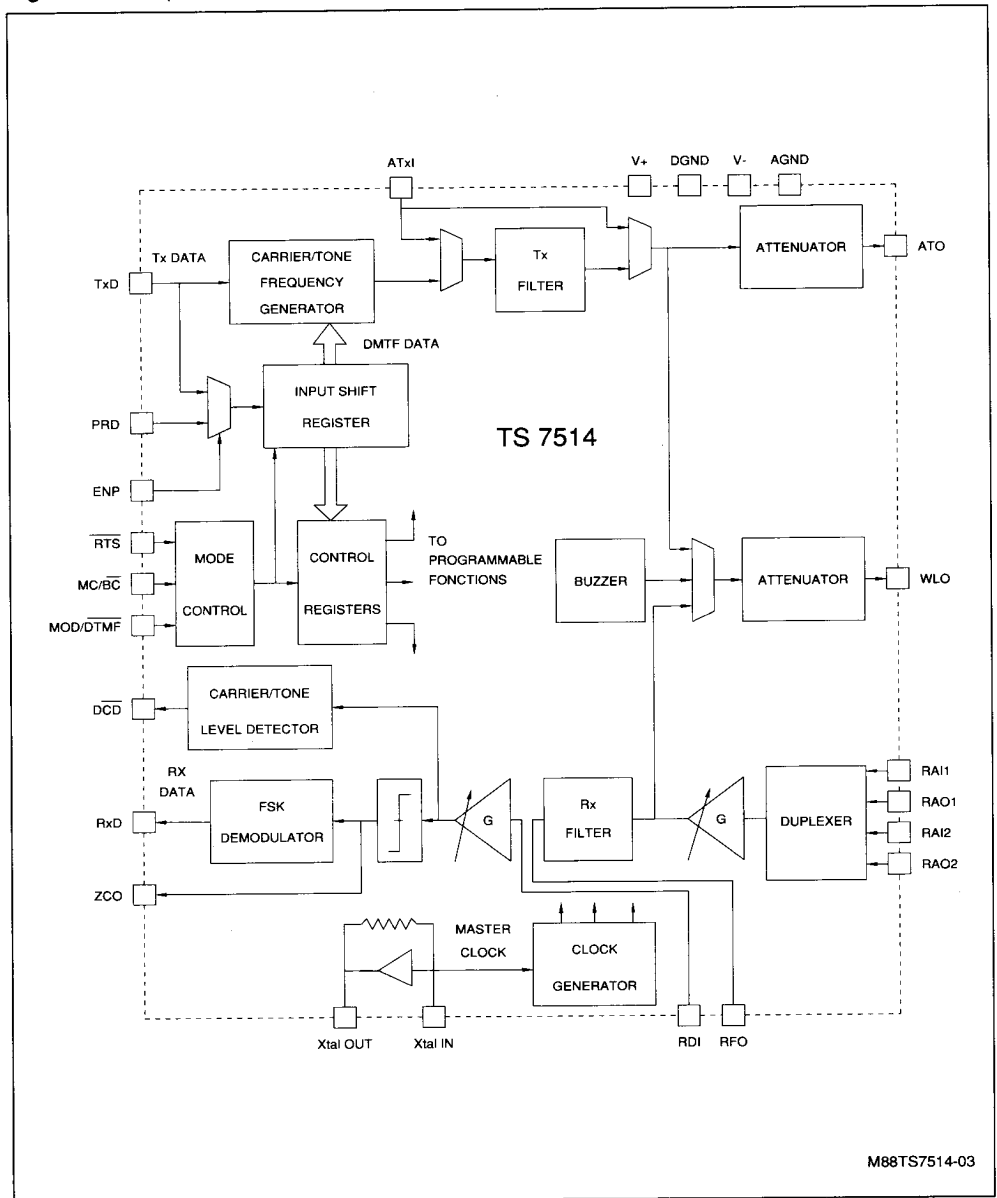 ATxI
V+
DGND
V-
AGND
Tx DATA
TxD
CARRIER/TONE
FREQUENCY
GENERATOR
Tx
FILTER
ATTENUATOR
ATO
DMTF DATA
INPUT SHIFT
REGISTER
TS 7514
PRD
ENP
RTS
MC/BC
MOD/DTMF
MODE
CONTROL
CONTROL
REGISTERS
TO
PROGRAMMABLE
FONCTIONS
BUZZER
ATTENUATOR
WLO
DCD
CARRIER/TONE
LEVEL DETECTOR
RX
DATA
RxD
FSK
DEMODULATOR
G
Rx
FILTER
G
DUPLEXER
RAI1
RAO1
RAI2
RAO2
ZCO
MASTER
CLOCK
CLOCK
GENERATOR
Xtal OUT
Xtal IN
RDI
RFO
M88TS7514-03